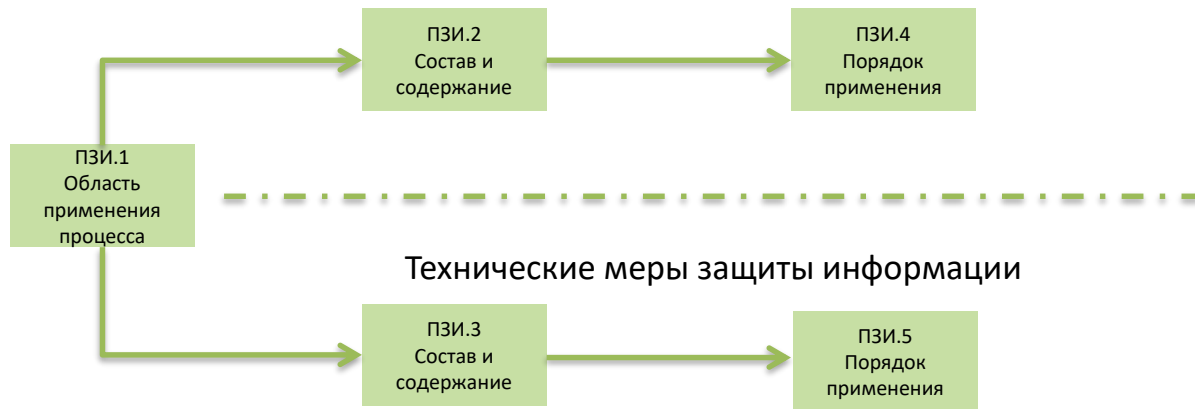 ПЗИ.2
Состав и
содержание
ПЗИ.4
Порядок
применения
ПЗИ.1
Область
применения
процесса
Технические меры защиты информации
ПЗИ.3
Состав и
содержание
ПЗИ.5
Порядок
применения